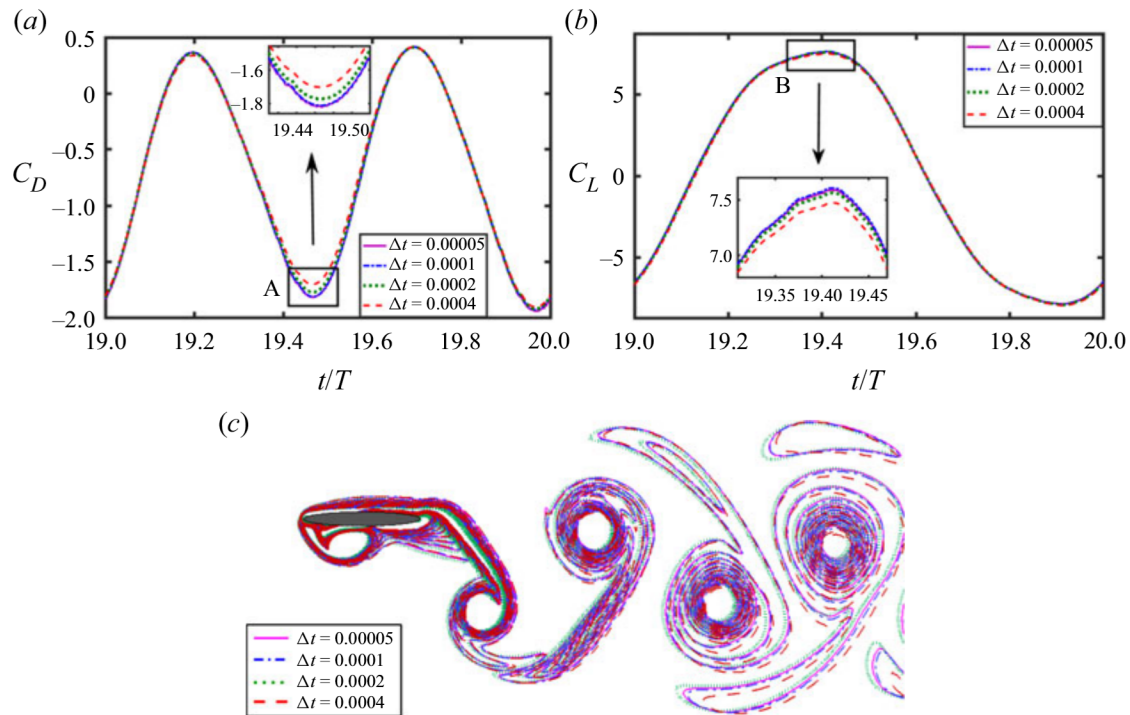 (a)
0.5
0
–0.5
–1.0
–1.5
–2.0
C_D
–1.6
–1.8
19.44 19.50
A
Δt = 0.00005
Δt = 0.0001
Δt = 0.0002
Δt = 0.0004
19.0 19.2 19.4 19.6 19.8 20.0
t/T
(b)
5
0
–5
C_L
B
Δt = 0.00005
Δt = 0.0001
Δt = 0.0002
Δt = 0.0004
7.5
7.0
19.35 19.40 19.45
19.0 19.2 19.4 19.6 19.8 20.0
t/T
(c)
Δt = 0.00005
Δt = 0.0001
Δt = 0.0002
Δt = 0.0004